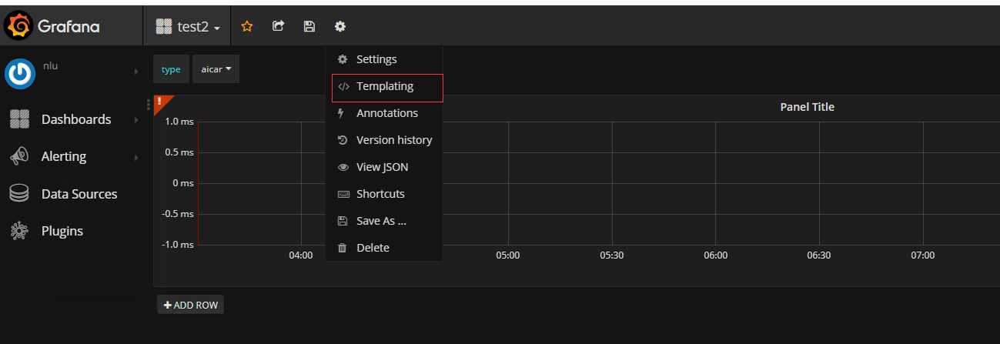 Grafana
test2
nlu
Dashboards
Alerting
Data Sources
Plugins
type
aicar
Settings
Templating
Annotations
Version history
View JSON
Shortcuts
Save As ...
Delete
!
Panel Title
1.0 ms
0.5 ms
0 ms
-0.5 ms
-1.0 ms
04:00
05:00
05:30
06:00
06:30
07:00
+ ADD ROW